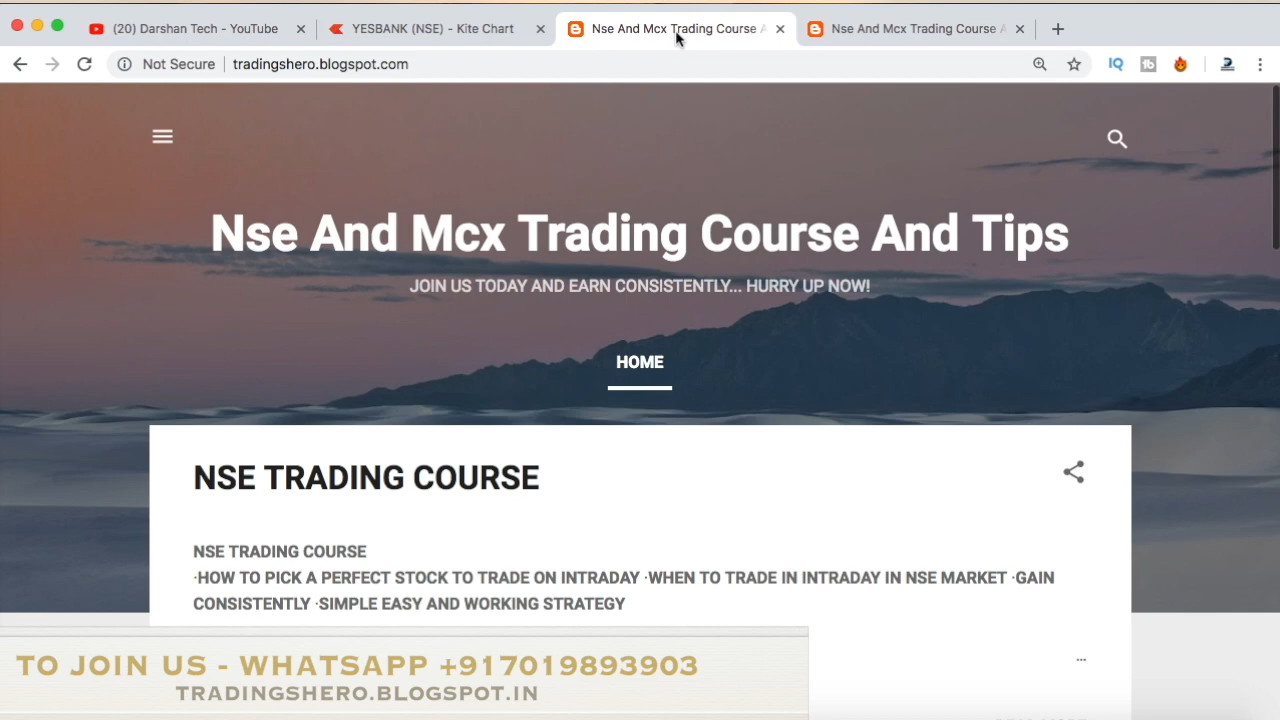 (20) Darshan Tech - YouTube
YESBANK (NSE) - Kite Chart
Nse And Mcx Trading Course A
Nse And Mcx Trading Course A
Not Secure
tradingshero.blogspot.com
IQ
tb
Nse And Mcx Trading Course And Tips
JOIN US TODAY AND EARN CONSISTENTLY... HURRY UP NOW!
HOME
NSE TRADING COURSE
NSE TRADING COURSE
·HOW TO PICK A PERFECT STOCK TO TRADE ON INTRADAY ·WHEN TO TRADE IN INTRADAY IN NSE MARKET ·GAIN
CONSISTENTLY ·SIMPLE EASY AND WORKING STRATEGY
...
TO JOIN US - WHATSAPP +917019893903
TRADINGSHERO.BLOGSPOT.IN